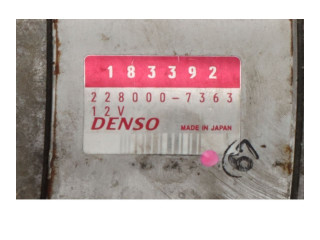 183392
228000-7363
12V
DENSO MADE IN JAPAN